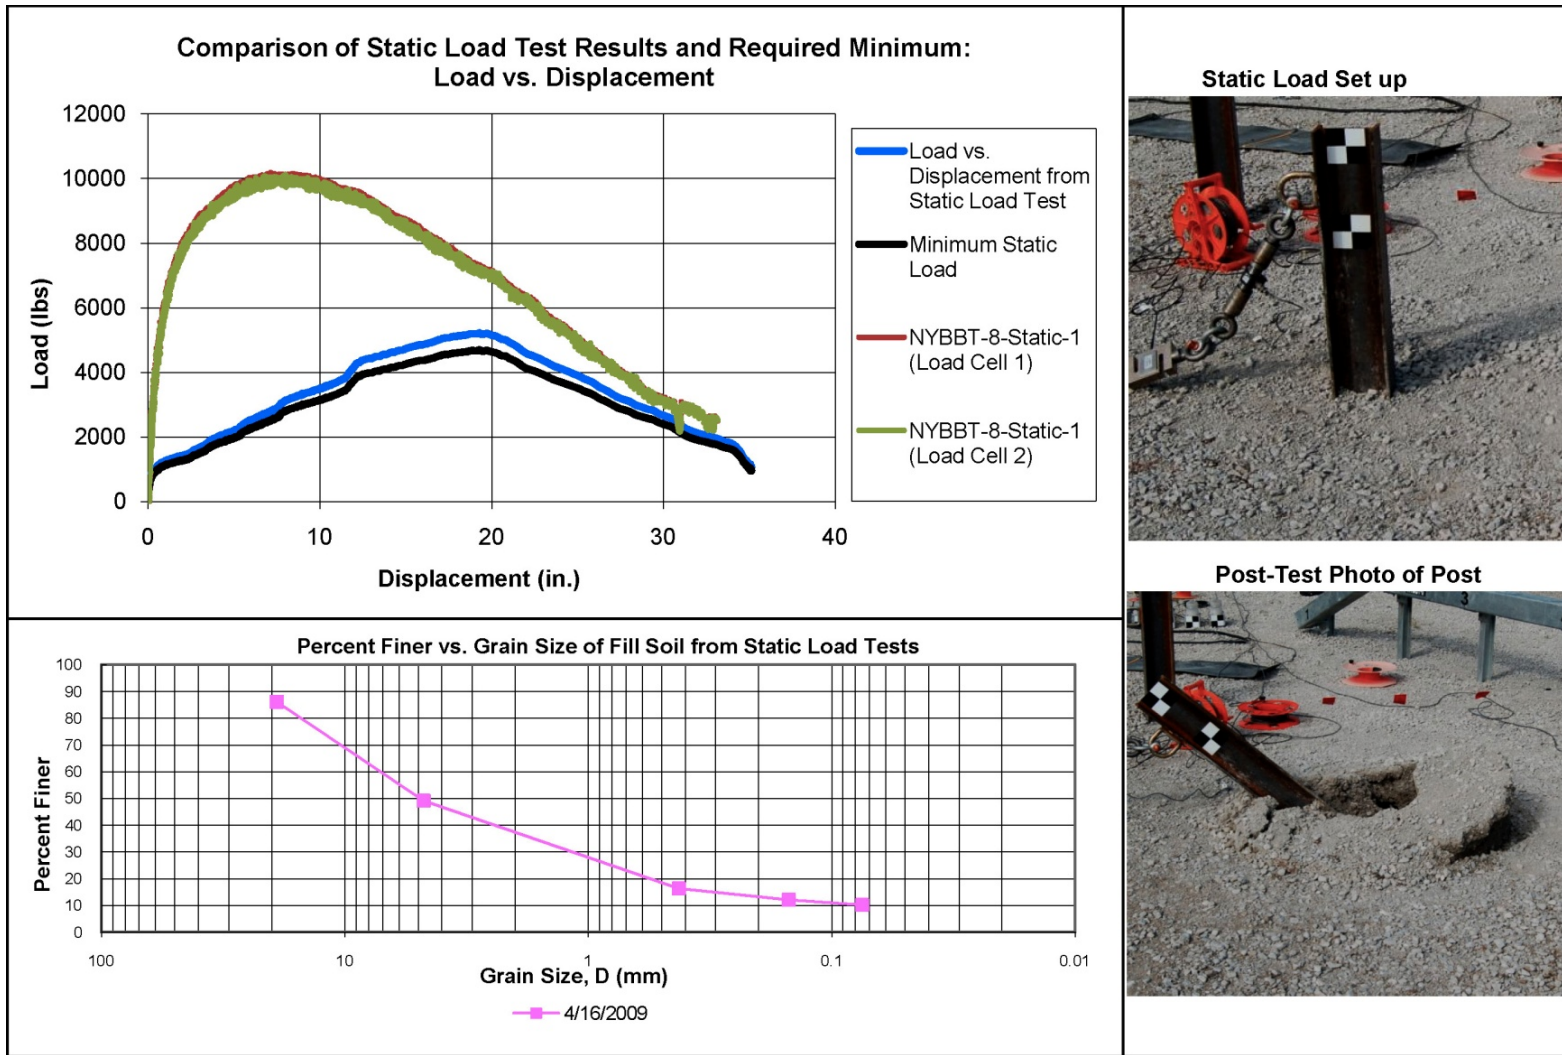 Comparison of Static Load Test Results and Required Minimum:
Load vs. Displacement
12000
10000
8000
6000
4000
2000
0
Load (lbs)
0 10 20 30 40
Displacement (in.)
Load vs.
Displacement from
Static Load Test
Minimum Static
Load
NYBBT-8-Static-1
(Load Cell 1)
NYBBT-8-Static-1
(Load Cell 2)
Static Load Set up
Post-Test Photo of Post
1 3
Percent Finer vs. Grain Size of Fill Soil from Static Load Tests
100
90
80
70
60
50
40
30
20
10
0
Percent Finer
100 10 1 0.1 0.01
Grain Size, D (mm)
4/16/2009